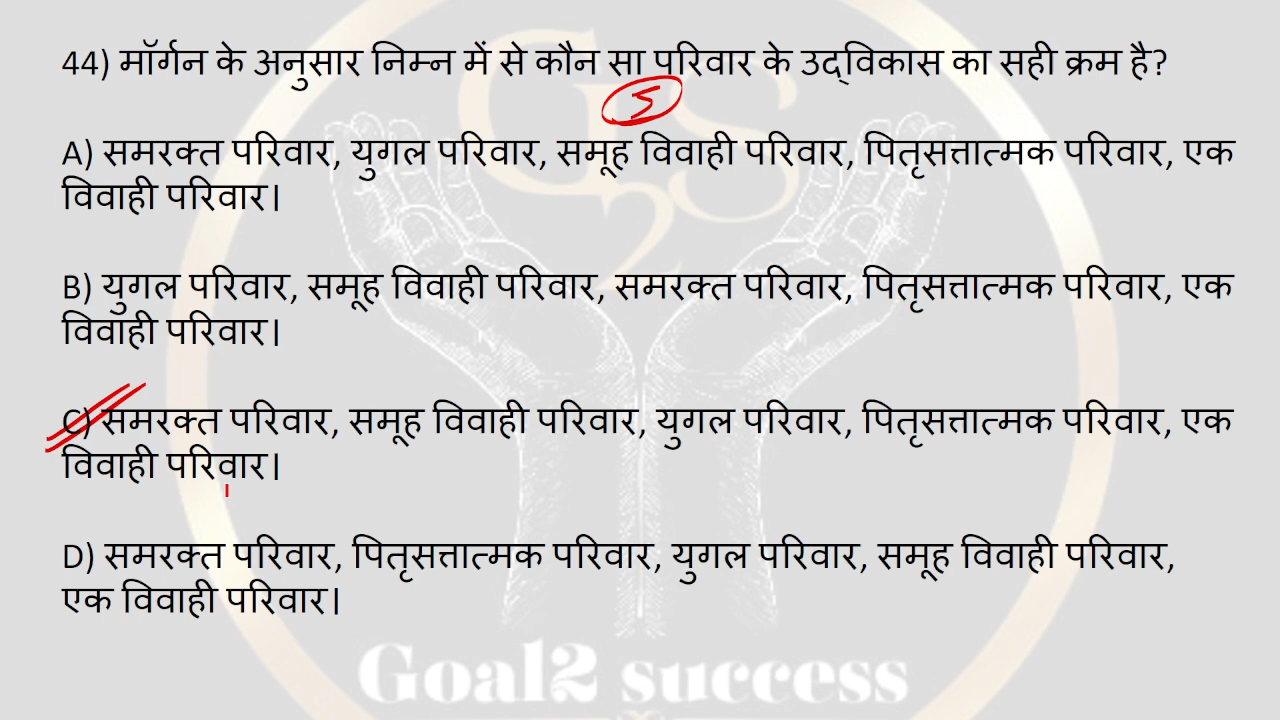 44) मॉर्गन के अनुसार निम्न में से कौन सा परिवार के उद्‌विकास का सही क्रम है?
5
A) समरक्त परिवार, युगल परिवार, समूह विवाही परिवार, पितृसत्तात्मक परिवार, एक
विवाही परिवार।
B) युगल परिवार, समूह विवाही परिवार, समरक्त परिवार, पितृसत्तात्मक परिवार, एक
विवाही परिवार।
C) समरक्त परिवार, समूह विवाही परिवार, युगल परिवार, पितृसत्तात्मक परिवार, एक
विवाही परिवार।
D) समरक्त परिवार, पितृसत्तात्मक परिवार, युगल परिवार, समूह विवाही परिवार,
एक विवाही परिवार।
G2S
Goal2 success